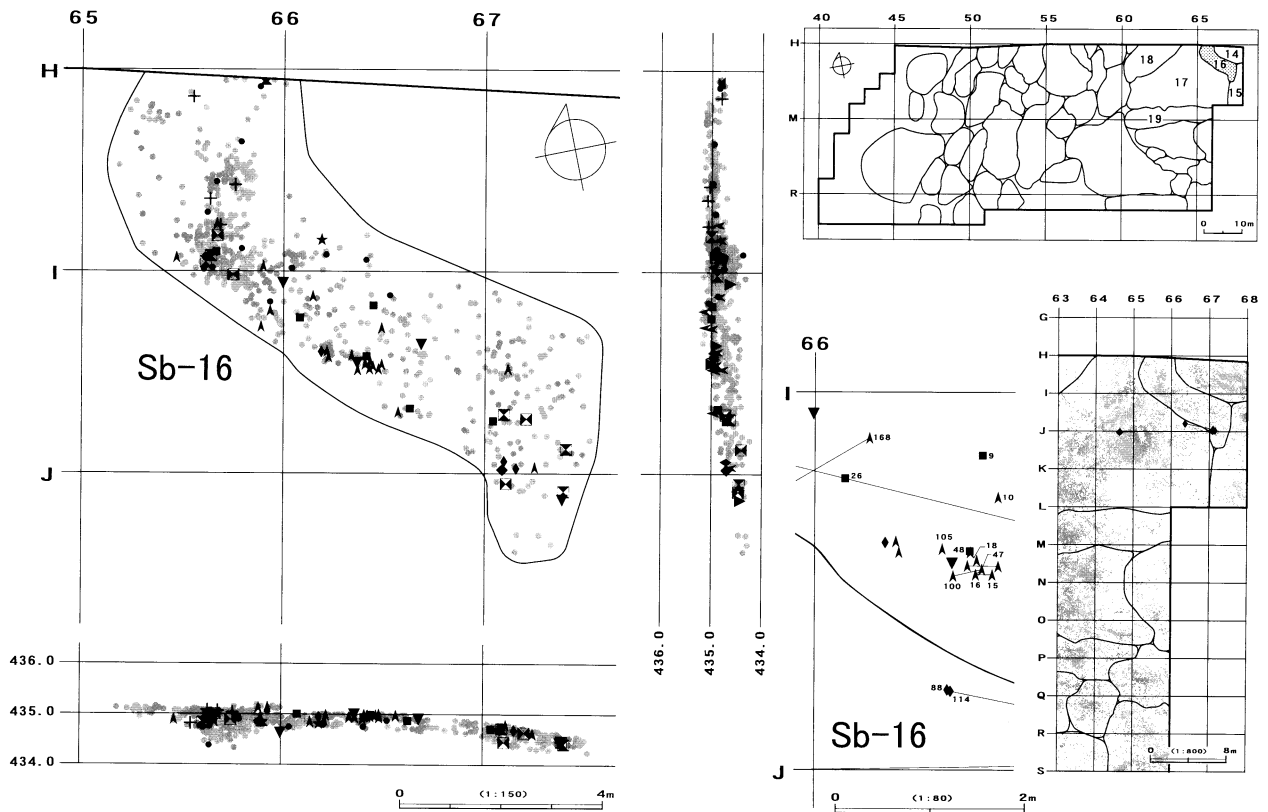 65 66 67
H
I
J
Sb-16
436.0
435.0
434.0
436.0 435.0 434.0
0 (1:150) 4m
40 45 50 55 60 65
H
M
R
18
14
16
17
15
19
0 10m
66
I
168
9
26
10
105
18
48
47
100 16 15
88
114
Sb-16
J
0 (1:80) 2m
63 64 65 66 67 68
G
H
I
J
K
L
M
N
O
P
Q
R
S
0 (1:800) 8m